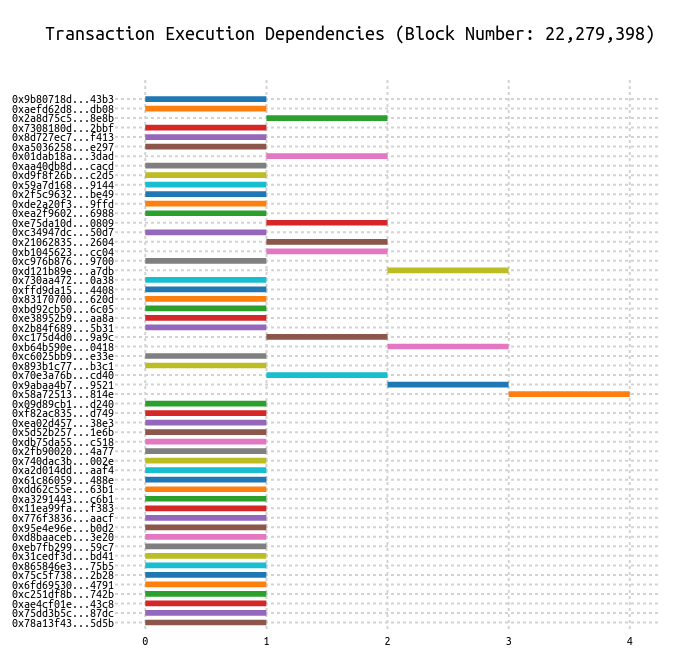 Transaction Execution Dependencies (Block Number: 22,279,398)
0x9b80718d...43b3
0xaefd62d8...db08
0x2a8d75c5...8e8b
0x7308180d...2bbf
0x8d727ec7...f413
0xa5036258...e297
0x01dab18a...3dad
0xaa40db8d...cacd
0xd9f8f26b...c2d5
0x59a7d168...9144
0x2f5c9632...be49
0xde2a20f3...9ffd
0xea2f9602...6988
0xe75da10d...0809
0xc34947dc...50d7
0x21062835...2604
0xb1045623...cc04
0xc976b876...9700
0xd121b89e...a7db
0x730aa472...0a38
0xffd9da15...4408
0x83170700...620d
0xbd92cb50...6c05
0xe38952b9...aa8a
0x2b84f689...5b31
0xc175d4d0...9a9c
0xb64b590e...0418
0xc6025bb9...e33e
0x893b1c77...b3c1
0x70e3a76b...cd40
0x9abaa4b7...9521
0x58a72513...814e
0x09d89cb1...d240
0xf82ac835...d749
0xea02d457...38e3
0x5d52b257...1e6b
0xdb75da55...c518
0x2fb90020...4a77
0x740dac3b...002e
0xa2d014dd...aaf4
0x61c86059...488e
0xdd62c55e...63b1
0xa3291443...c6b1
0x11ea99fa...f383
0x776f3836...aacf
0x95e4e96e...b0d2
0xd8baaceb...3e20
0xeb7fb299...59c7
0x31cedf3d...bd41
0x865846e3...75b5
0x75c5f738...2b28
0x6fd69530...4791
0xc251df8b...742b
0xae4cf01e...43c8
0x75dd3b5c...87dc
0x78a13f43...5d5b
0 1 2 3 4